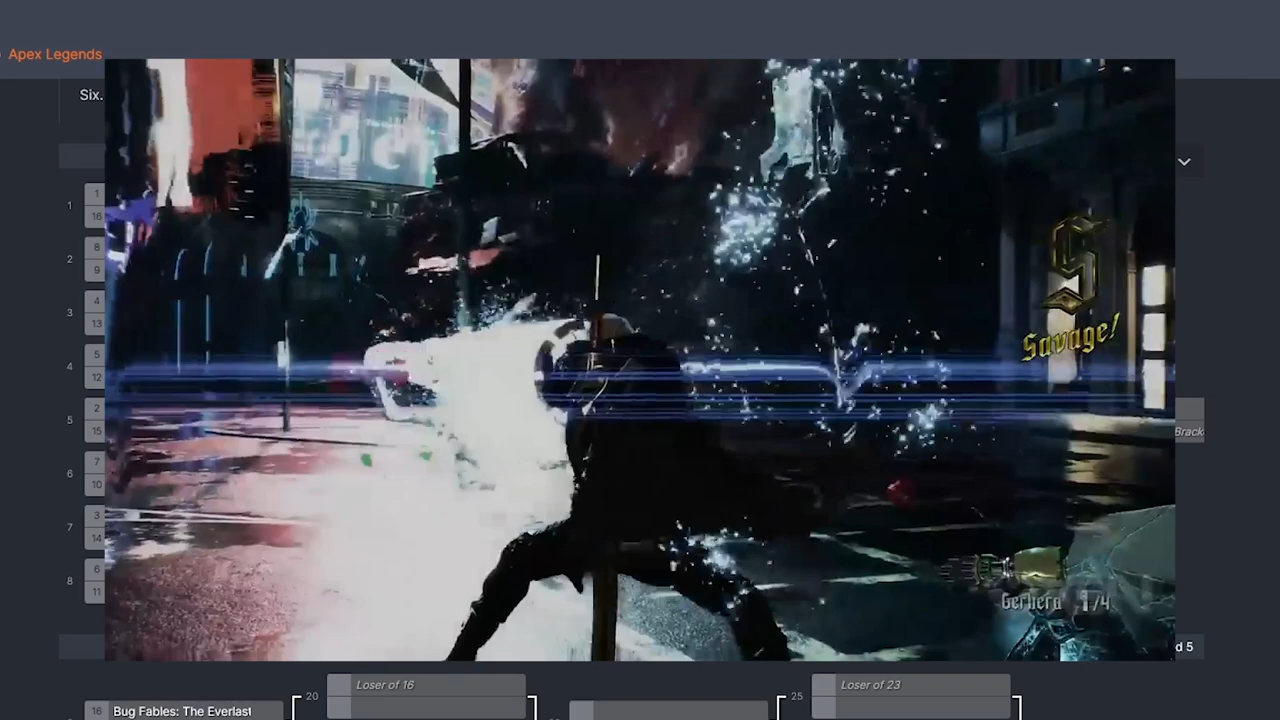 Apex Legends
Six.
1
1
16
2
8
9
3
4
13
4
5
12
5
2
15
6
7
10
7
3
14
8
6
11
S
Savage!
Brack
Gerbera 1/4
d 5
16 Bug Fables: The Everlast
20
Loser of 16
25
Loser of 23